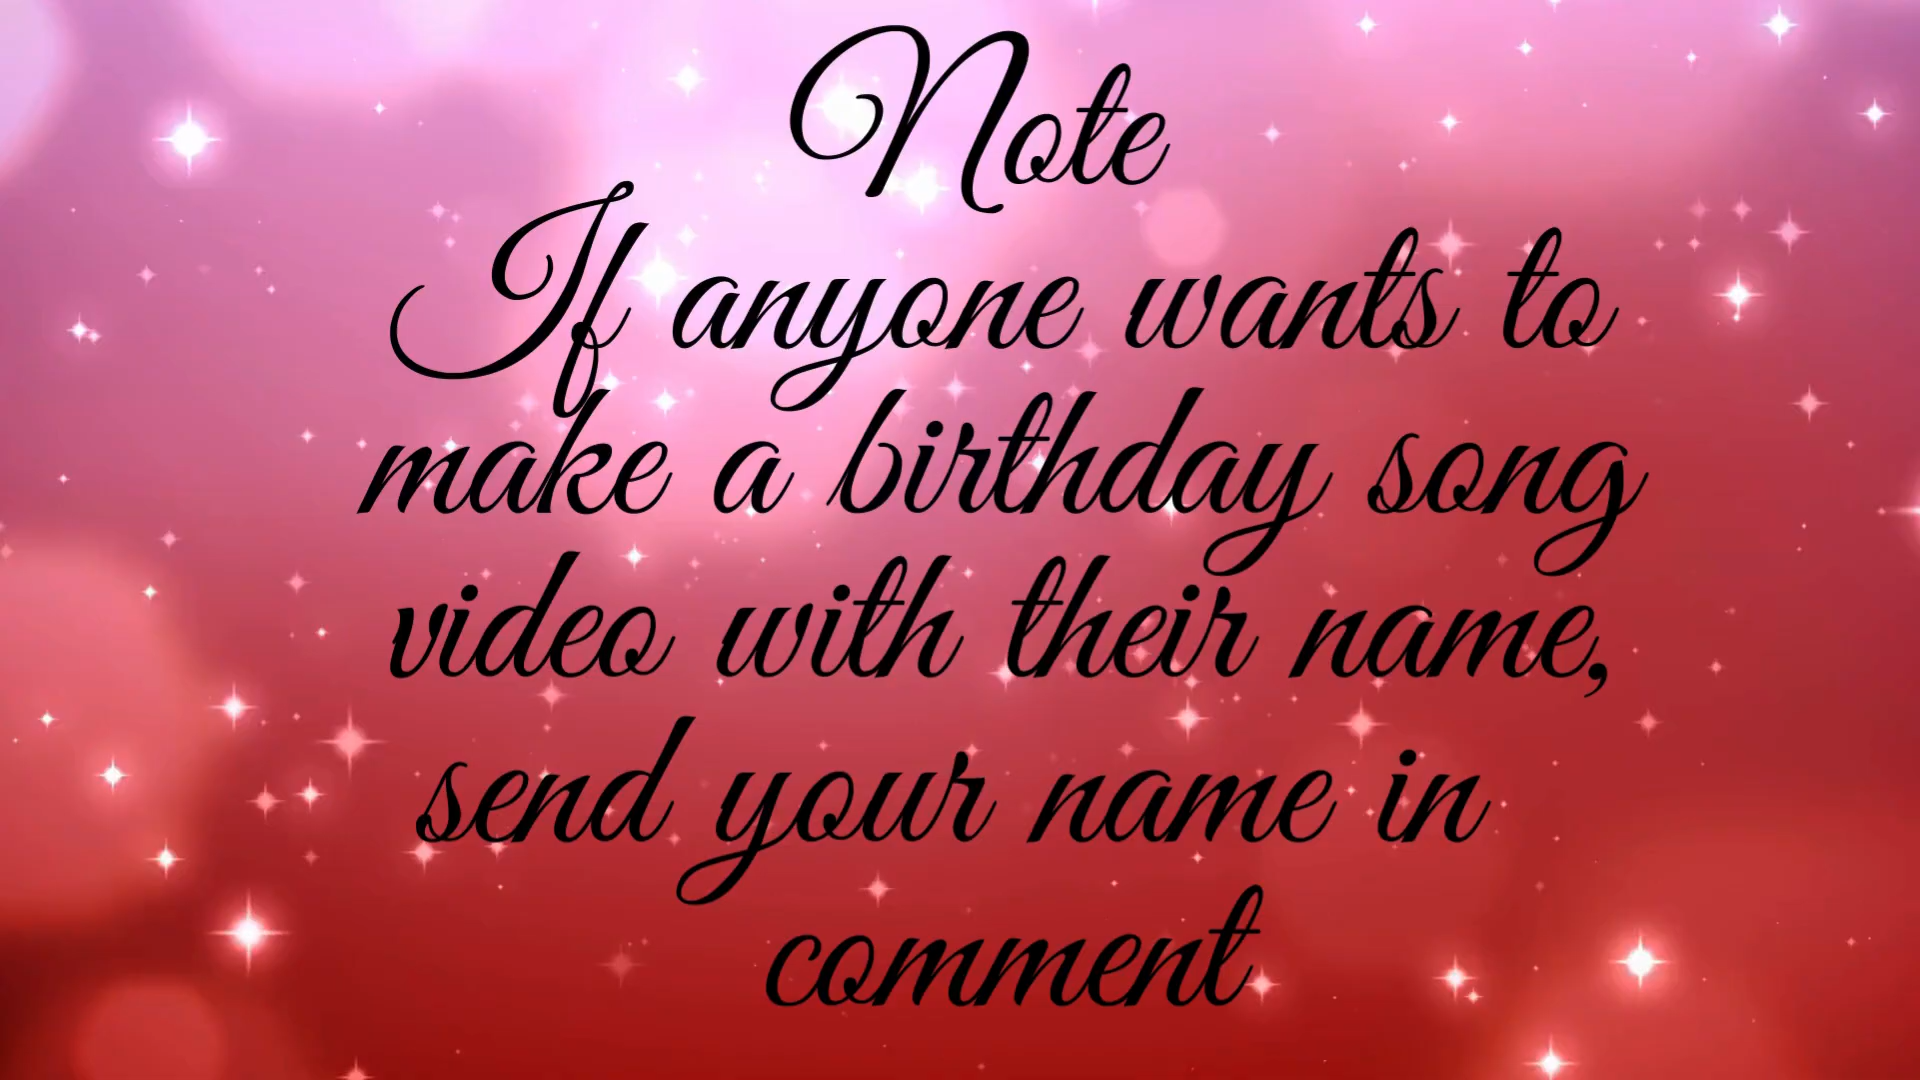 Note
If anyone wants to
make a birthday song
video with their name,
send your name in
comment